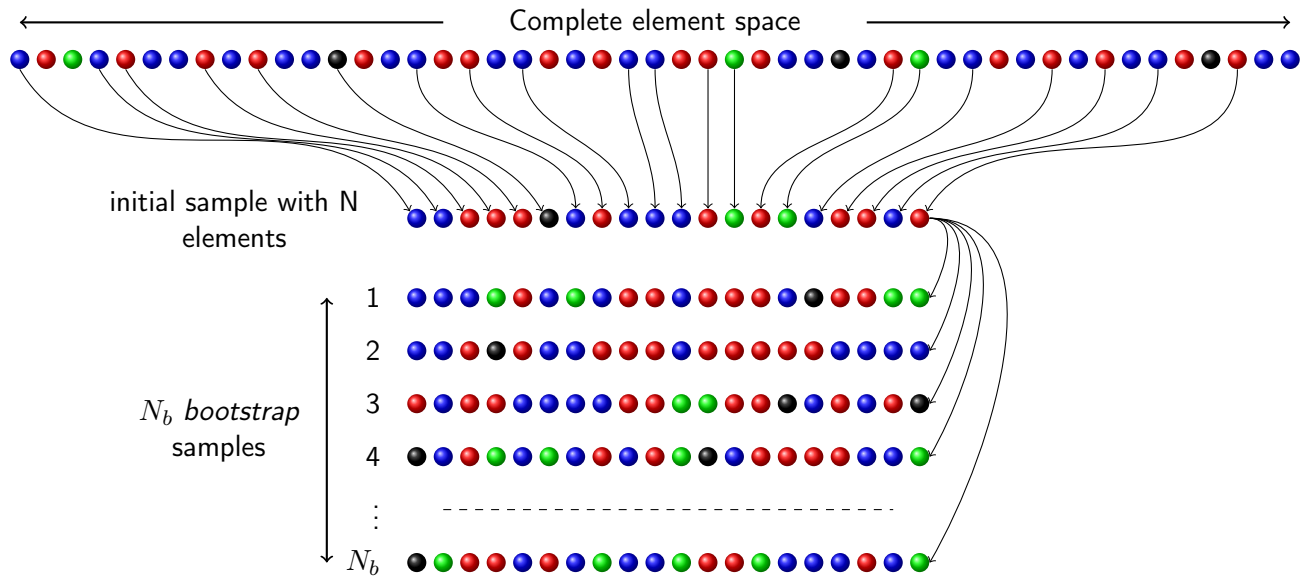 Complete element space
initial sample with N
elements
1
2
3
4
⋮
N_b
N_b bootstrap
samples